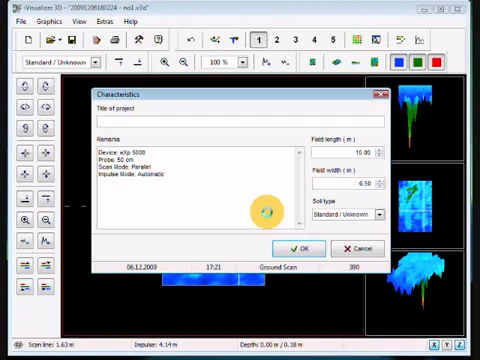 Visualizer 3D - "20091206180224 - no1.v3d"
File Graphics View Extras Help
1 2 3
Standard / Unknown 100 %
Characteristics
Title of project
Remarks
Device: eXp 5000
Probe: 50 cm
Scan Mode: Parallel
Impulse Mode: Automatic
Field length ( m )
10.00
Field width ( m )
6.50
Soil type
Standard / Unknown
OK Cancel
06.12.2009 17:21 Ground Scan 390
Scan line: 1.63 m Impulse: 4.14 m Depth: 0.00 m / 0.18 m X Y Z